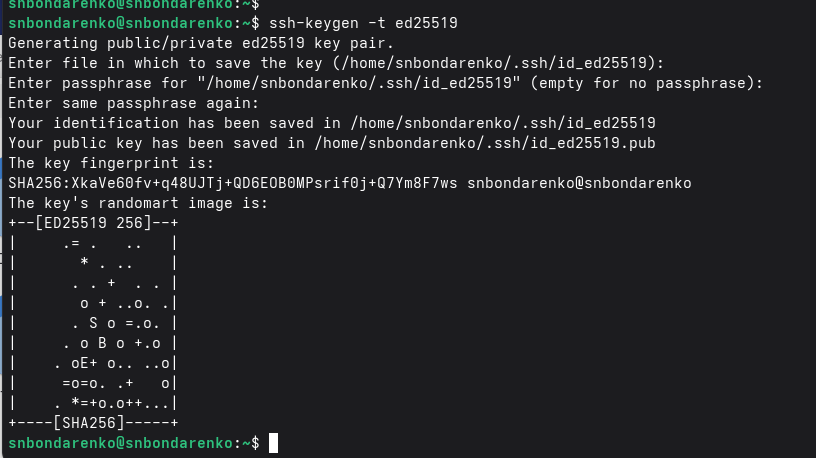 snbondarenko@snbondarenko:~$
snbondarenko@snbondarenko:~$ ssh-keygen -t ed25519
Generating public/private ed25519 key pair.
Enter file in which to save the key (/home/snbondarenko/.ssh/id_ed25519):
Enter passphrase for "/home/snbondarenko/.ssh/id_ed25519" (empty for no passphrase):
Enter same passphrase again:
Your identification has been saved in /home/snbondarenko/.ssh/id_ed25519
Your public key has been saved in /home/snbondarenko/.ssh/id_ed25519.pub
The key fingerprint is:
SHA256:XkaVe60fv+q48UJTj+QD6EOB0MPsrif0j+Q7Ym8F7ws snbondarenko@snbondarenko
The key's randomart image is:
+--[ED25519 256]--+
|     .= .   ..   |
|       * . ..    |
|      . . +  . . |
|       o + ..o. .|
|      . S o =.o. |
|     . o B o +.o |
|    . oE+ o.. ..o|
|     =o=o. .+   o|
|    . *=+o.o++...|
+----[SHA256]-----+
snbondarenko@snbondarenko:~$